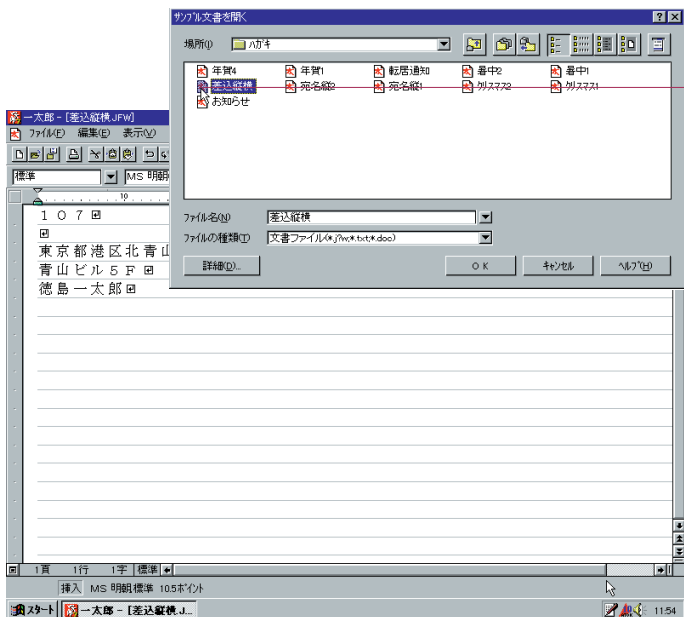 サンプル文書を開く
場所(I) ハガキ
年賀4 年賀1 転居通知 暑中2 暑中1
差込縦横 宛名縦2 宛名縦1 クリスマス2 クリスマス1
お知らせ
ファイル名(N) 差込縦横
ファイルの種類(T) 文書ファイル(*.j?w;*.txt;*.doc)
詳細(D)... OK キャンセル ヘルプ(H)
一太郎 - [差込縦横.JFW]
ファイル(F) 編集(E) 表示(V)
標準 MS 明朝
10
107
東京都港区北青山
青山ビル5F
徳島一太郎
1頁 1行 1字 標準
挿入 MS 明朝 標準 10.5ポイント
スタート 一太郎 - [差込縦横.J... 11:54